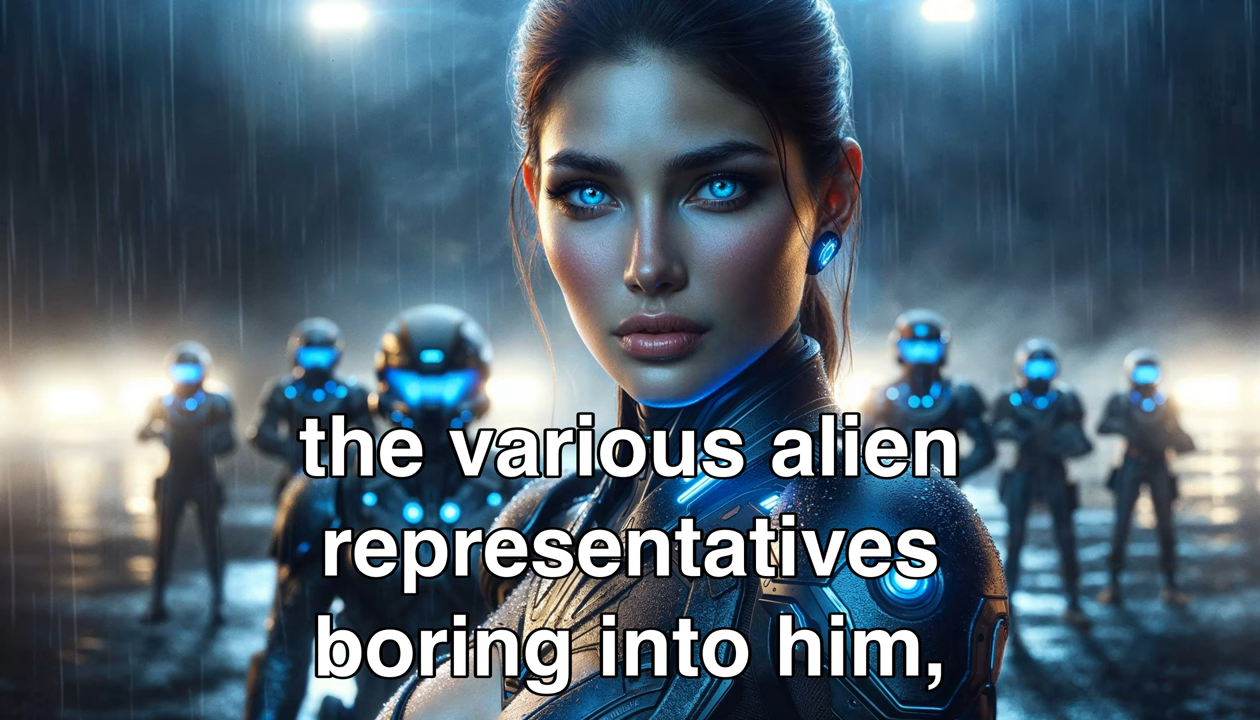 the various alien
representatives
boring into him,